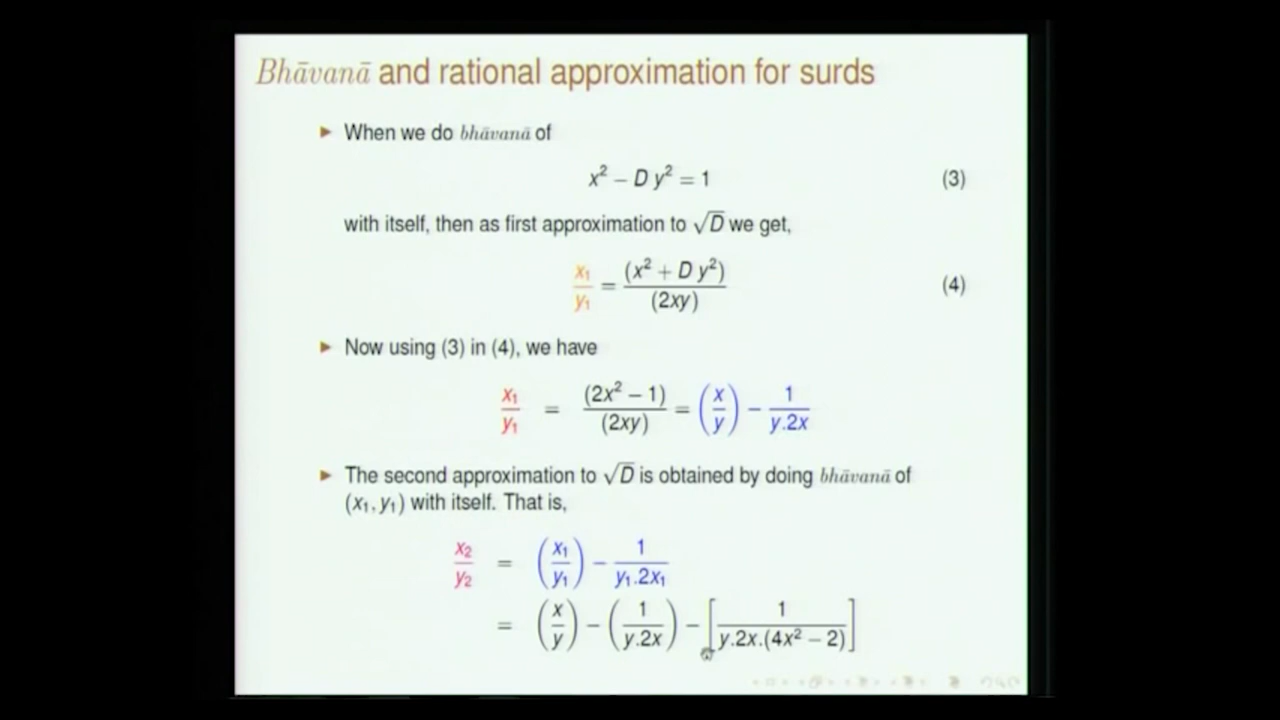 Bhāvanā and rational approximation for surds
► When we do bhāvanā of
x² − D y² = 1 (3)
with itself, then as first approximation to √D we get,
x₁/y₁ = (x² + D y²)/(2xy) (4)
► Now using (3) in (4), we have
x₁/y₁ = (2x² − 1)/(2xy) = (x/y) − 1/(y.2x)
► The second approximation to √D is obtained by doing bhāvanā of
(x₁, y₁) with itself. That is,
x₂/y₂ = (x₁/y₁) − 1/(y₁.2x₁)
= (x/y) − (1/(y.2x)) − [1/(y.2x.(4x² − 2))]